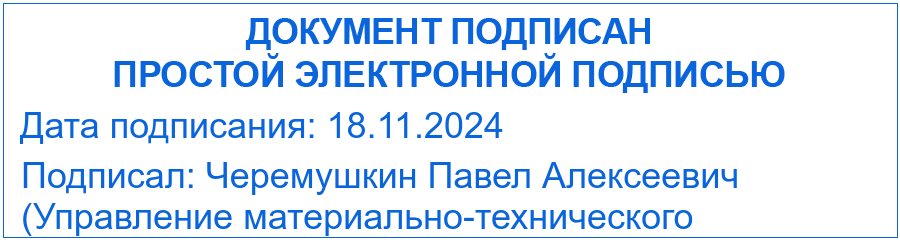 ДОКУМЕНТ ПОДПИСАН
ПРОСТОЙ ЭЛЕКТРОННОЙ ПОДПИСЬЮ
Дата подписания: 18.11.2024
Подписал: Черемушкин Павел Алексеевич
(Управление материально-технического